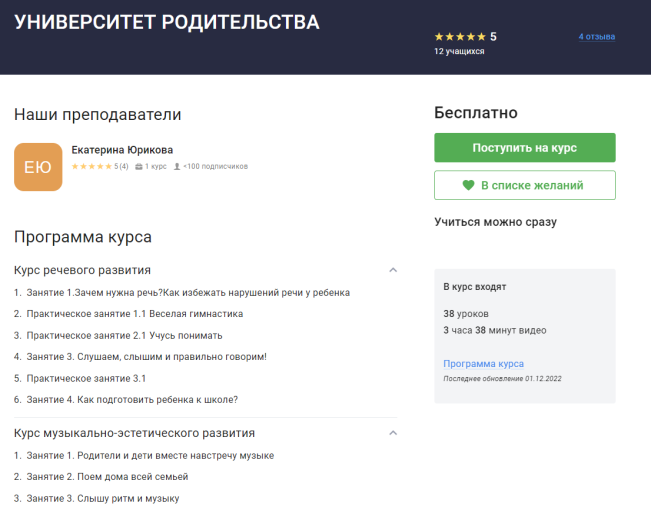 УНИВЕРСИТЕТ РОДИТЕЛЬСТВА
5
4 отзыва
12 учащихся
Наши преподаватели
ЕЮ
Екатерина Юрикова
5 (4) 1 курс <100 подписчиков
Бесплатно
Поступить на курс
В списке желаний
Учиться можно сразу
Программа курса
Курс речевого развития
1. Занятие 1.Зачем нужна речь?Как избежать нарушений речи у ребенка
2. Практическое занятие 1.1 Веселая гимнастика
3. Практическое занятие 2.1 Учусь понимать
4. Занятие 3. Слушаем, слышим и правильно говорим!
5. Практическое занятие 3.1
6. Занятие 4. Как подготовить ребенка к школе?
В курс входят
38 уроков
3 часа 38 минут видео
Программа курса
Последнее обновление 01.12.2022
Курс музыкально-эстетического развития
1. Занятие 1. Родители и дети вместе навстречу музыке
2. Занятие 2. Поем дома всей семьей
3. Занятие 3. Слышу ритм и музыку